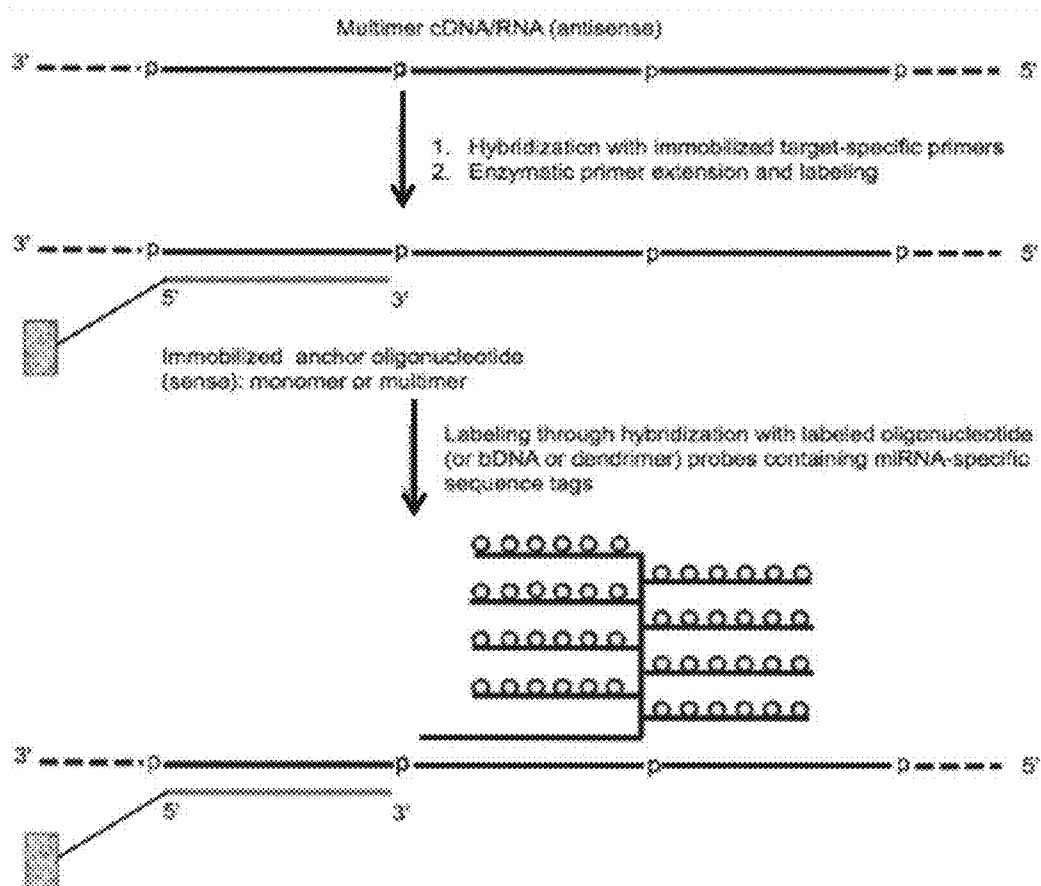 Multimer cDNA/RNA (antisense)
3' p p p p 5'
1. Hybridization with immobilized target-specific primers
2. Enzymatic primer extension and labeling
3' p p p p 5'
5' 3'
Immobilized anchor oligonucleotide
(sense): monomer or multimer
Labeling through hybridization with labeled oligonucleotide
(or bDNA or dendrimer) probes containing miRNA-specific
sequence tags
3' p p p p 5'
5' 3'